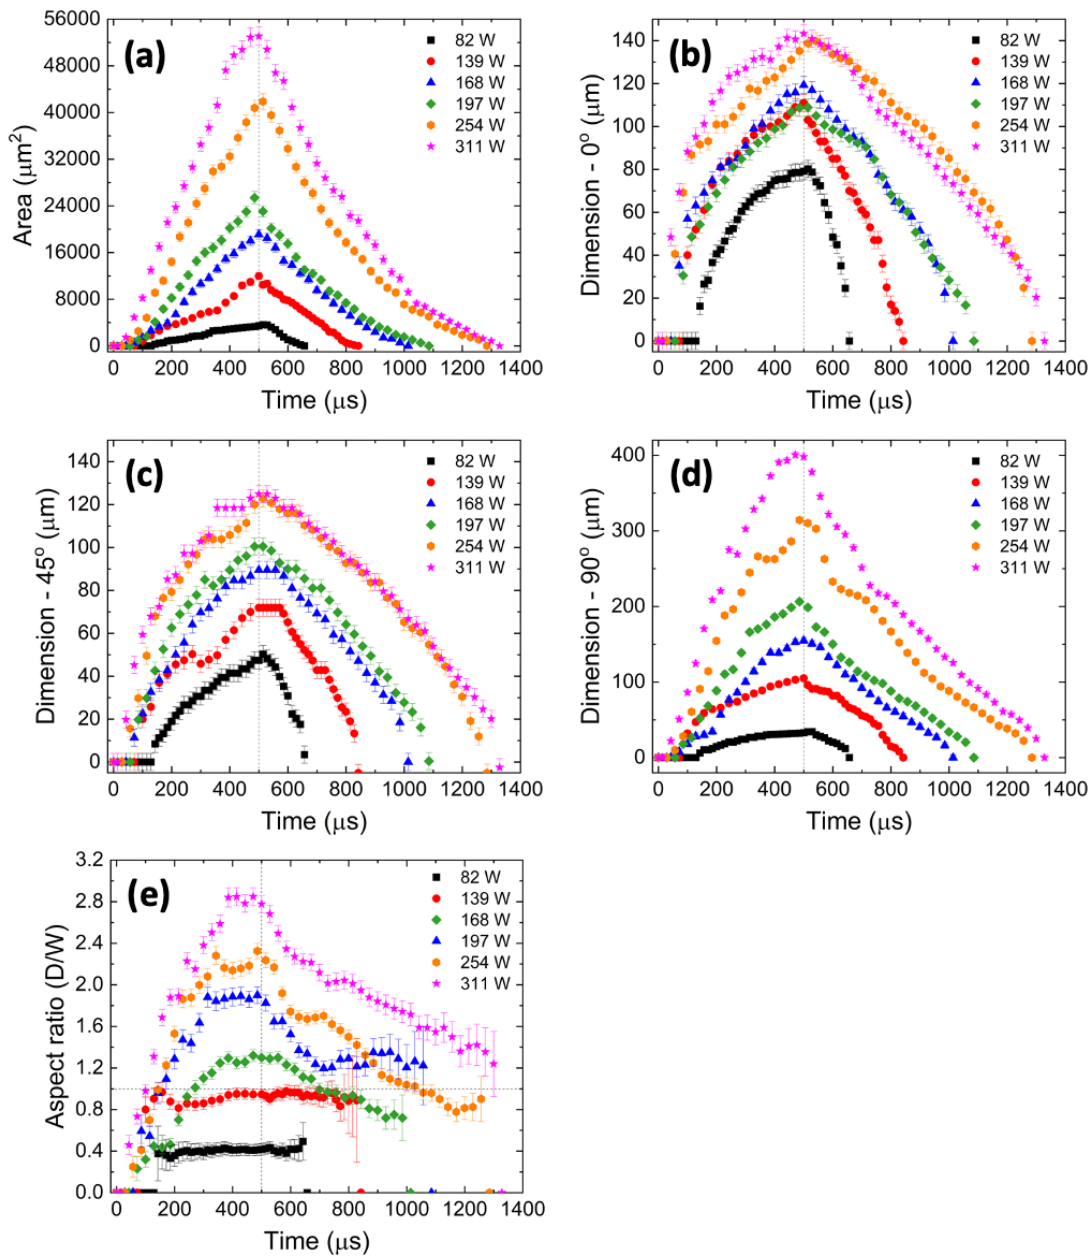 (a)
82 W
139 W
168 W
197 W
254 W
311 W
56000
48000
40000
32000
24000
16000
8000
0
Area (μm²)
0 200 400 600 800 1000 1200 1400
Time (μs)
(b)
82 W
139 W
168 W
197 W
254 W
311 W
140
120
100
80
60
40
20
0
Dimension - 0° (μm)
0 200 400 600 800 1000 1200 1400
Time (μs)
(c)
82 W
139 W
168 W
197 W
254 W
311 W
140
120
100
80
60
40
20
0
Dimension - 45° (μm)
0 200 400 600 800 1000 1200 1400
Time (μs)
(d)
82 W
139 W
168 W
197 W
254 W
311 W
400
300
200
100
0
Dimension - 90° (μm)
0 200 400 600 800 1000 1200 1400
Time (μs)
(e)
82 W
139 W
168 W
197 W
254 W
311 W
3.2
2.8
2.4
2.0
1.6
1.2
0.8
0.4
0.0
Aspect ratio (D/W)
0 200 400 600 800 1000 1200 1400
Time (μs)